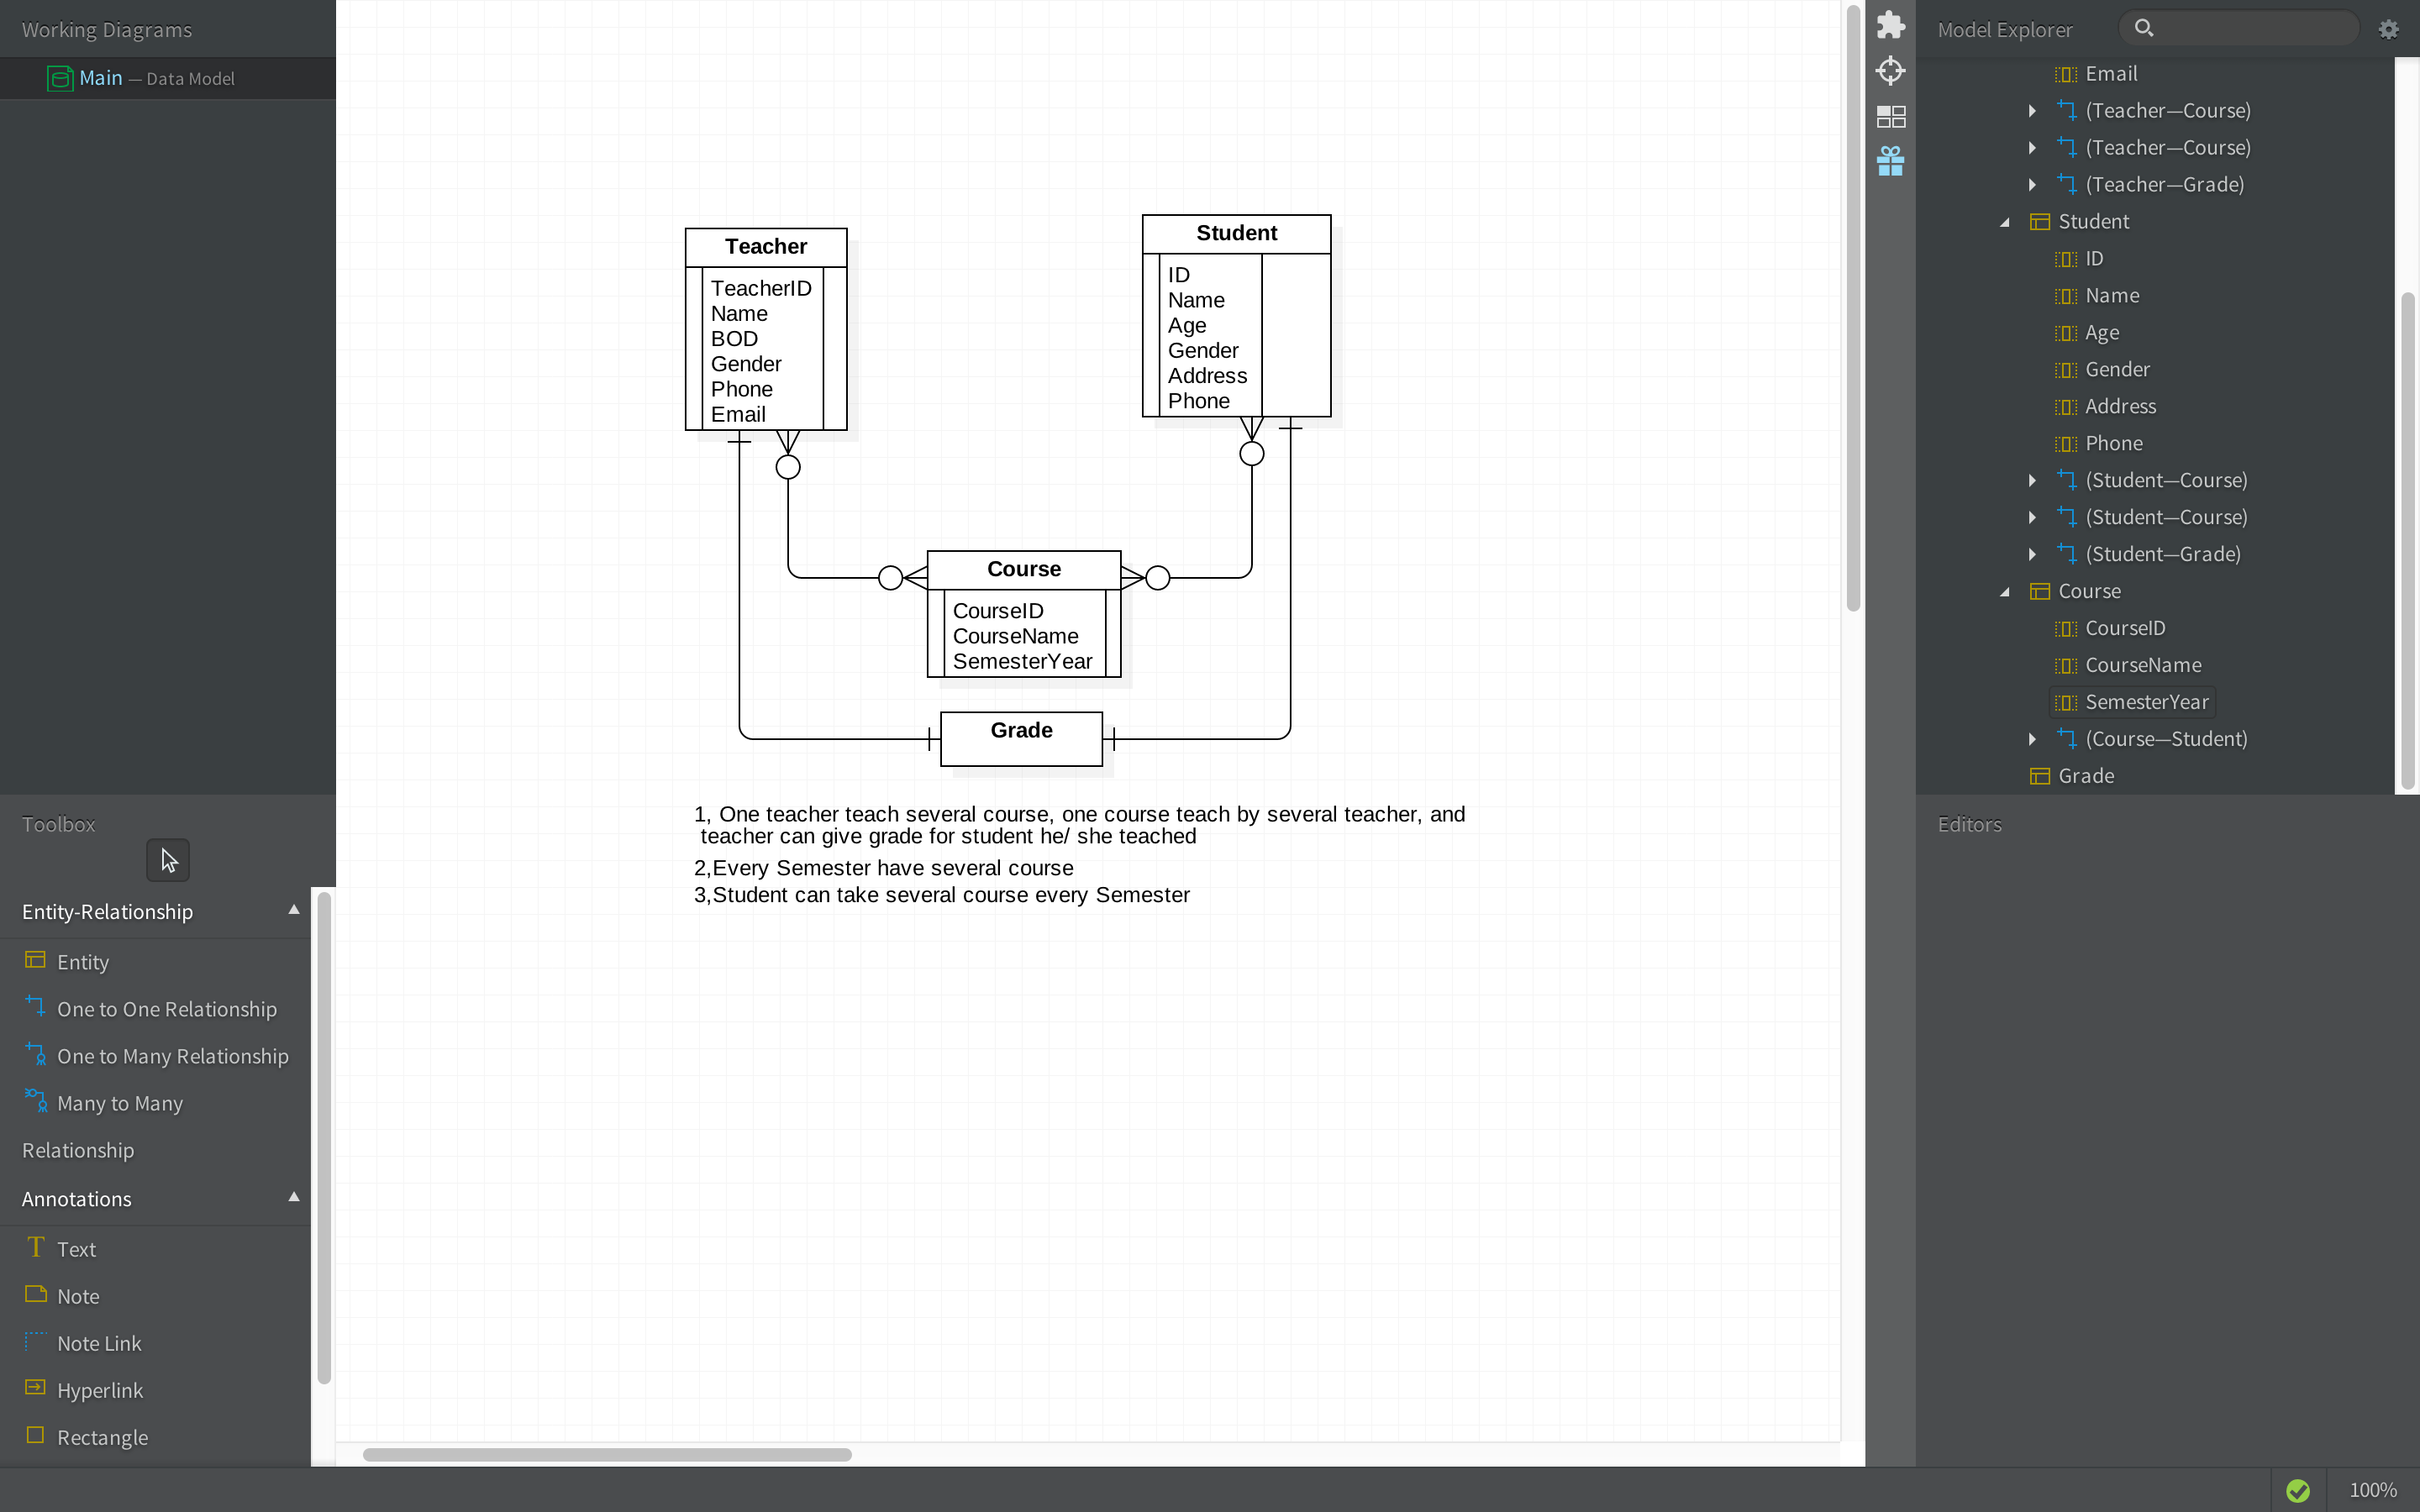 Working Diagrams
Main — Data Model
Toolbox
Entity-Relationship
Entity
One to One Relationship
One to Many Relationship
Many to Many
Relationship
Annotations
Text
Note
Note Link
Hyperlink
Rectangle
Teacher
TeacherID
Name
BOD
Gender
Phone
Email
Student
ID
Name
Age
Gender
Address
Phone
Course
CourseID
CourseName
SemesterYear
Grade
1, One teacher teach several course, one course teach by several teacher, and
teacher can give grade for student he/ she teached
2,Every Semester have several course
3,Student can take several course every Semester
Model Explorer
Email
(Teacher—Course)
(Teacher—Course)
(Teacher—Grade)
Student
ID
Name
Age
Gender
Address
Phone
(Student—Course)
(Student—Course)
(Student—Grade)
Course
CourseID
CourseName
SemesterYear
(Course—Student)
Grade
Editors
100%